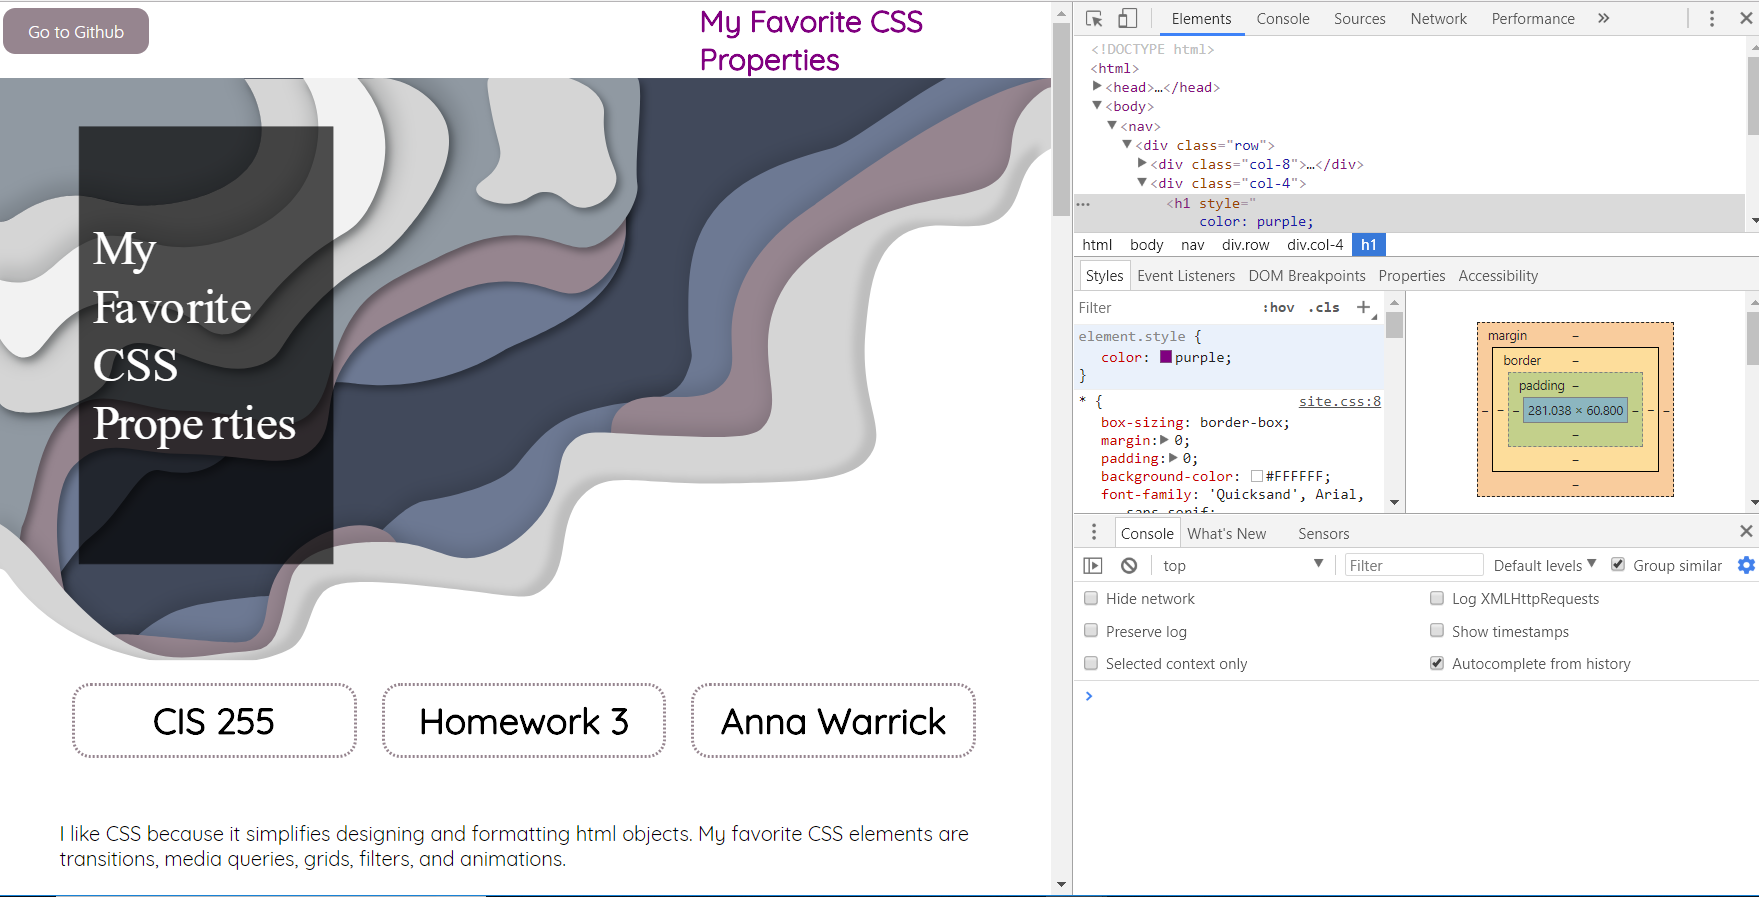 Go to Github
My Favorite CSS
Properties
My
Favorite
CSS
Prope rties
CIS 255
Homework 3
Anna Warrick
I like CSS because it simplifies designing and formatting html objects. My favorite CSS elements are
transitions, media queries, grids, filters, and animations.
Elements Console Sources Network Performance »
<!DOCTYPE html>
<html>
<head>…</head>
<body>
<nav>
<div class="row">
<div class="col-8">…</div>
<div class="col-4">
<h1 style="
color: purple;
html body nav div.row div.col-4 h1
Styles Event Listeners DOM Breakpoints Properties Accessibility
Filter :hov .cls +
element.style {
color: purple;
}
* { site.css:8
box-sizing: border-box;
margin: 0;
padding: 0;
background-color: #FFFFFF;
font-family: 'Quicksand', Arial,
sans-serif;
margin –
border –
padding –
– – – 281.038 × 60.800 – – –
–
–
–
Console What's New Sensors
top Filter Default levels Group similar
Hide network Log XMLHttpRequests
Preserve log Show timestamps
Selected context only Autocomplete from history